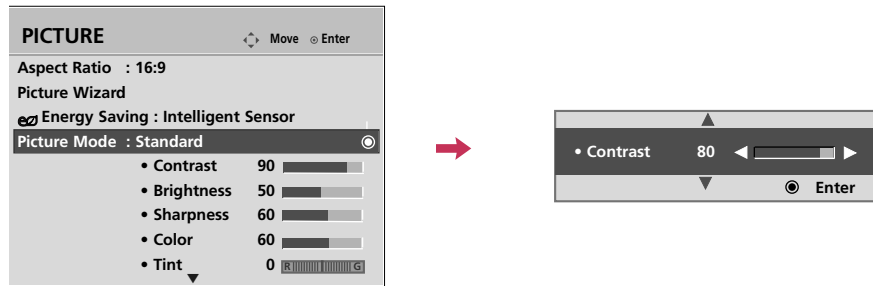 PICTURE
Move Enter
Aspect Ratio : 16:9
Picture Wizard
Energy Saving : Intelligent Sensor
Picture Mode : Standard
• Contrast 90
• Brightness 50
• Sharpness 60
• Color 60
• Tint 0 R G
• Contrast 80
Enter